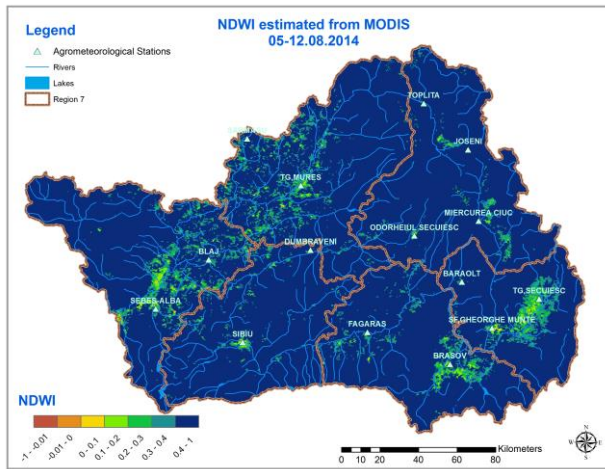 NDWI estimated from MODIS
05-12.08.2014
Legend
Agrometeorological Stations
Rivers
Lakes
Region 7
TOPLITA
JOSENI
TG.MURES
MIERCUREA CIUC
ODORHEIUL SECUIESC
DUMBRAVENI
BLAJ
BARAOLT
TG.SECUIESC
SEBES-ALBA
SF.GHEORGHE MUNTE
FAGARAS
SIBIU
BRASOV
NDWI
-1 - -0.01
-0.01 - 0
0 - 0.1
0.1 - 0.2
0.2 - 0.3
0.3 - 0.4
0.4 - 1
Kilometers
0 20 40 60 80
N
W E
S